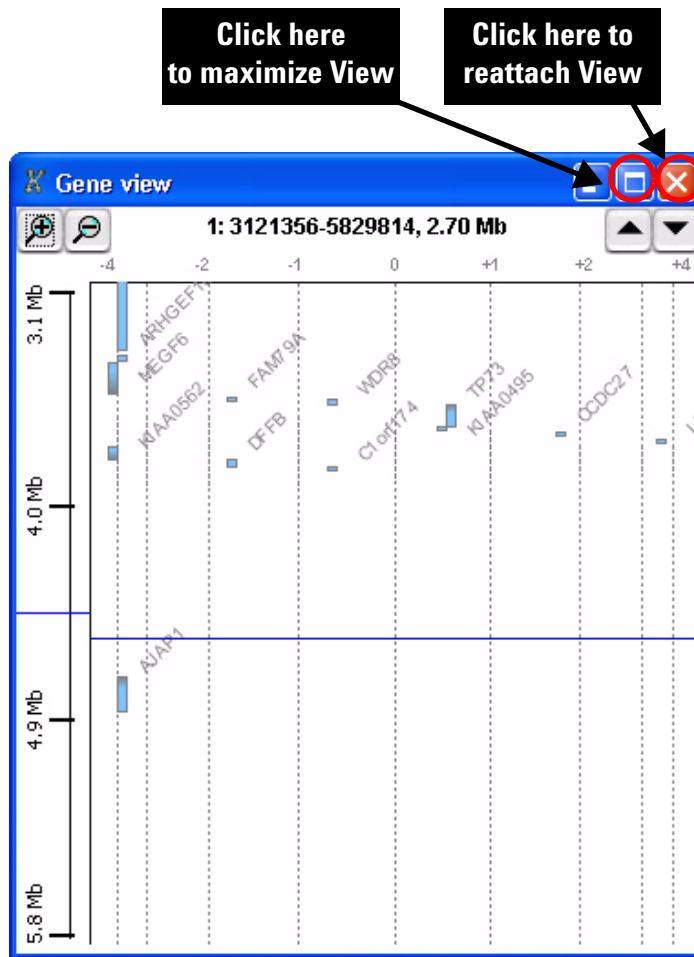 Click here
to maximize View
Click here to
reattach View
Gene view
1: 3121356-5829814, 2.70 Mb
-4 -2 -1 0 +1 +2 +4
3.1 Mb
ARHGEF1
MEGF6
FAM79A
WDR8
TP73
CCDC27
KIAA0562
DFFB
C1orf174
KIAA0495
4.0 Mb
AJAP1
4.9 Mb
5.8 Mb